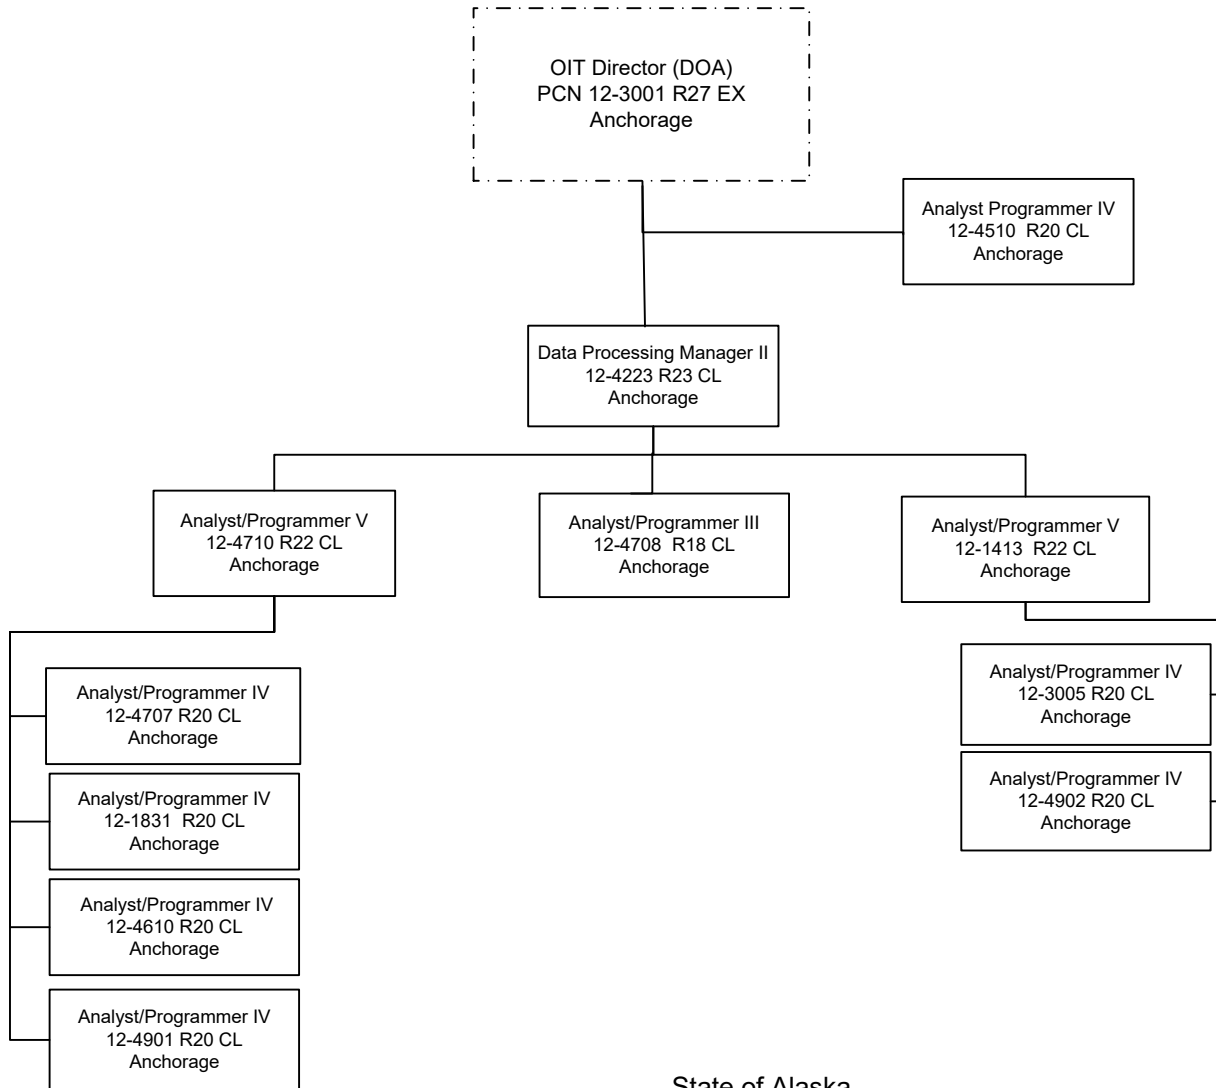 OIT Director (DOA)
PCN 12-3001 R27 EX
Anchorage
Analyst Programmer IV
12-4510  R20 CL
Anchorage
Data Processing Manager II
12-4223 R23 CL
Anchorage
Analyst/Programmer V
12-4710 R22 CL
Anchorage
Analyst/Programmer III
12-4708  R18 CL
Anchorage
Analyst/Programmer V
12-1413  R22 CL
Anchorage
Analyst/Programmer IV
12-4707 R20 CL
Anchorage
Analyst/Programmer IV
12-1831  R20 CL
Anchorage
Analyst/Programmer IV
12-4610 R20 CL
Anchorage
Analyst/Programmer IV
12-4901 R20 CL
Anchorage
Analyst/Programmer IV
12-3005 R20 CL
Anchorage
Analyst/Programmer IV
12-4902 R20 CL
Anchorage
State of Alaska